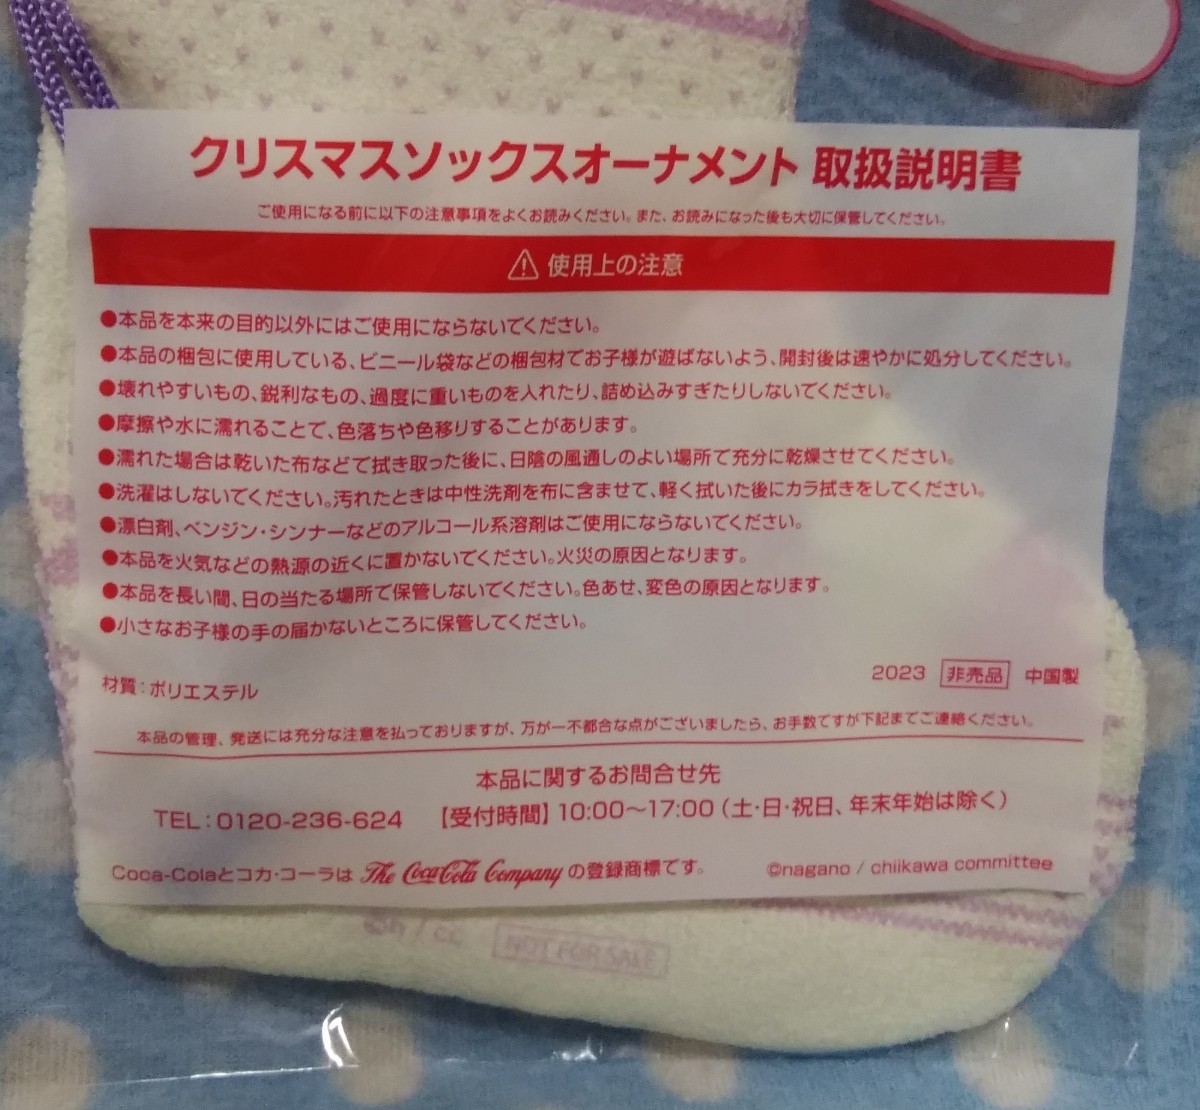 クリスマスソックスオーナメント 取扱説明書
ご使用になる前に以下の注意事項をよくお読みください。また、お読みになった後も大切に保管してください。
⚠ 使用上の注意
●本品を本来の目的以外にはご使用にならないでください。
●本品の梱包に使用している、ビニール袋などの梱包材でお子様が遊ばないよう、開封後は速やかに処分してください。
●壊れやすいもの、鋭利なもの、過度に重いものを入れたり、詰め込みすぎたりしないでください。
●摩擦や水に濡れることで、色落ちや色移りすることがあります。
●濡れた場合は乾いた布などで拭き取った後に、日陰の風通しのよい場所で充分に乾燥させてください。
●洗濯はしないでください。汚れたときは中性洗剤を布に含ませて、軽く拭いた後にカラ拭きをしてください。
●漂白剤、ベンジン・シンナーなどのアルコール系溶剤はご使用にならないでください。
●本品を火気などの熱源の近くに置かないでください。火災の原因となります。
●本品を長い間、日の当たる場所で保管しないでください。色あせ、変色の原因となります。
●小さなお子様の手の届かないところに保管してください。
材質：ポリエステル
2023 非売品 中国製
本品の管理、発送には充分な注意を払っておりますが、万が一不都合な点がございましたら、お手数ですが下記までご連絡ください。
本品に関するお問合せ先
TEL：0120-236-624 【受付時間】10:00～17:00（土・日・祝日、年末年始は除く）
Coca-Colaとコカ・コーラは The Coca-Cola Company の登録商標です。 ©nagano / chiikawa committee
NOT FOR SALE